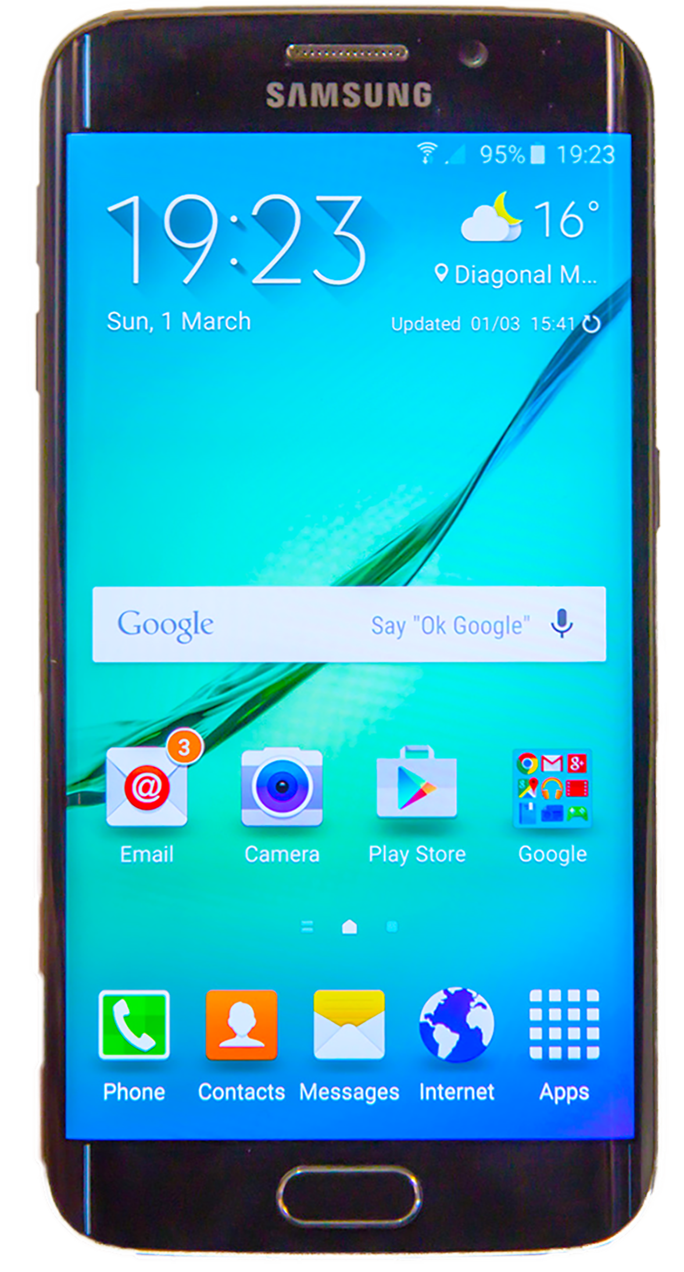 SAMSUNG
95% 19:23
19:23
16°
Diagonal M...
Sun, 1 March
Updated 01/03 15:41
Google Say "Ok Google"
3
@
8+
Email Camera Play Store Google
Phone Contacts Messages Internet Apps